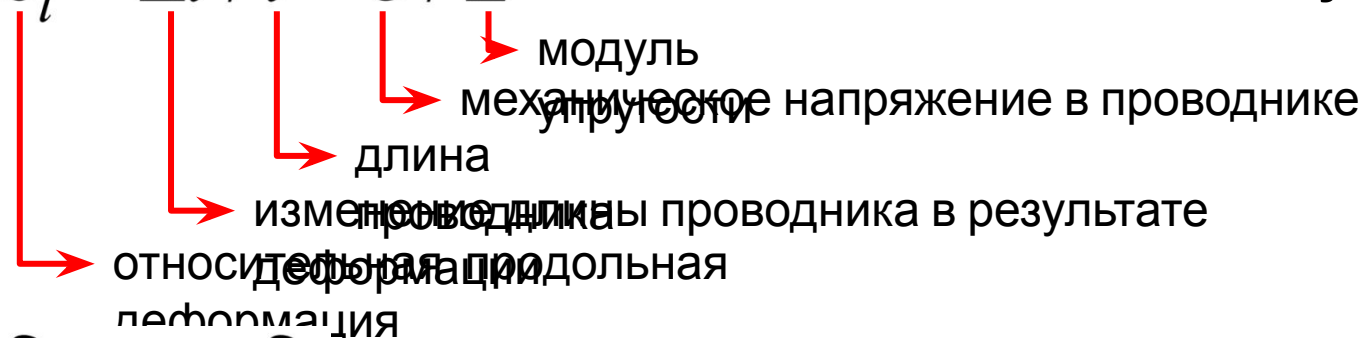 модуль
упругости
механическое напряжение в проводнике
длина
проводника
изменение длины проводника в результате
деформации
относительная продольная
деформация